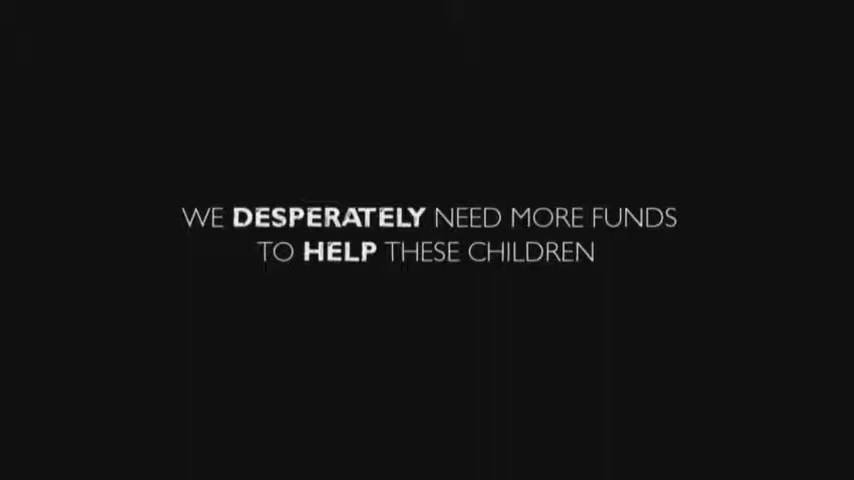 WE DESPERATELY NEED MORE FUNDS
TO HELP THESE CHILDREN